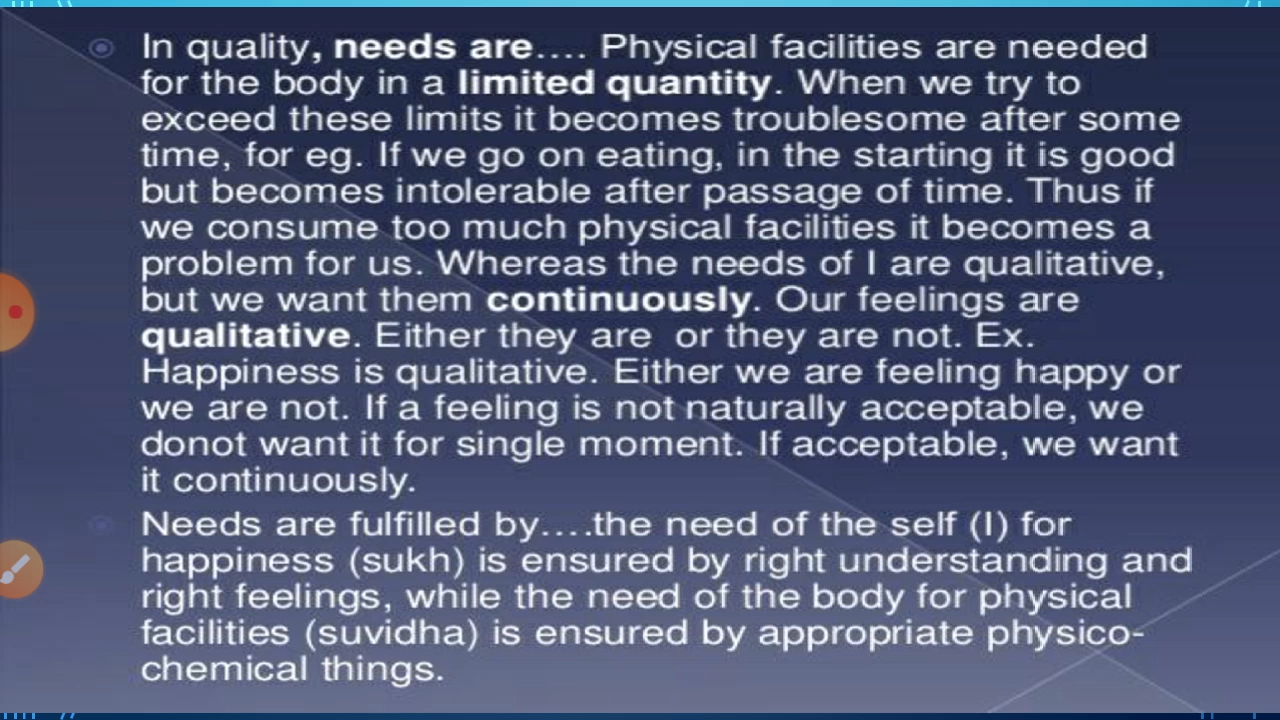 In quality, needs are.... Physical facilities are needed
for the body in a limited quantity. When we try to
exceed these limits it becomes troublesome after some
time, for eg. If we go on eating, in the starting it is good
but becomes intolerable after passage of time. Thus if
we consume too much physical facilities it becomes a
problem for us. Whereas the needs of I are qualitative,
but we want them continuously. Our feelings are
qualitative. Either they are  or they are not. Ex.
Happiness is qualitative. Either we are feeling happy or
we are not. If a feeling is not naturally acceptable, we
donot want it for single moment. If acceptable, we want
it continuously.
Needs are fulfilled by....the need of the self (I) for
happiness (sukh) is ensured by right understanding and
right feelings, while the need of the body for physical
facilities (suvidha) is ensured by appropriate physico-
chemical things.